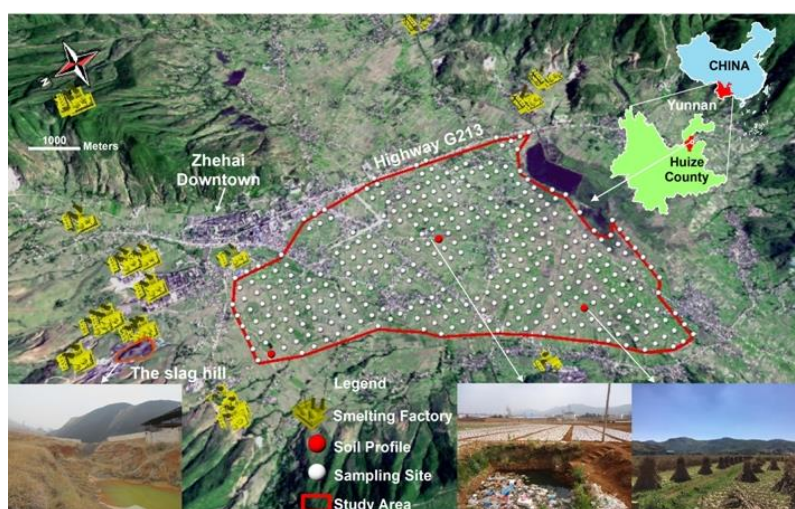 N
1000
Meters
Zhehai
Downtown
Highway G213
CHINA
Yunnan
Huize
County
The slag hill
Legend
Smelting Factory
Soil Profile
Sampling Site
Study Area